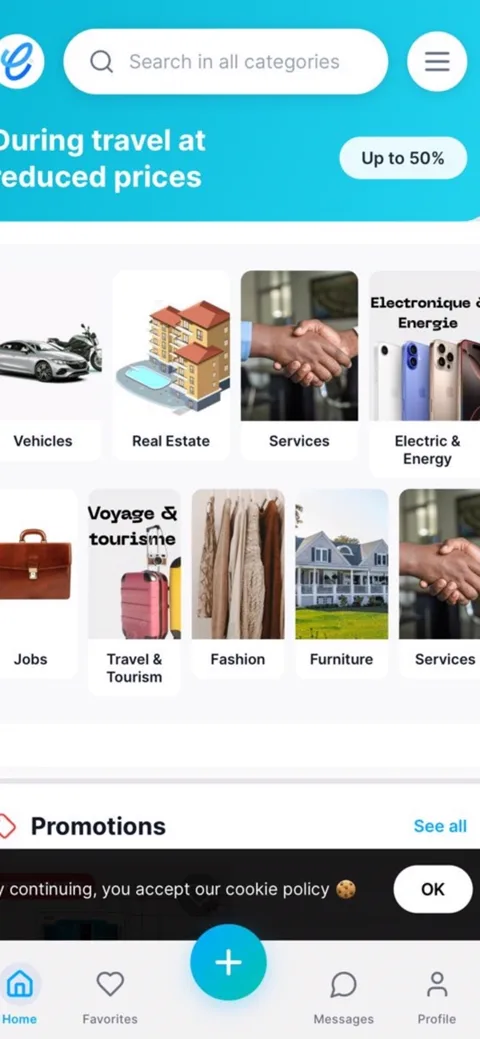 Search in all categories
During travel at
reduced prices
Up to 50%
Electronique &
Energie
Vehicles
Real Estate
Services
Electric &
Energy
Voyage &
tourisme
Jobs
Travel &
Tourism
Fashion
Furniture
Services
Promotions
See all
y continuing, you accept our cookie policy 🍪
OK
Home
Favorites
Messages
Profile